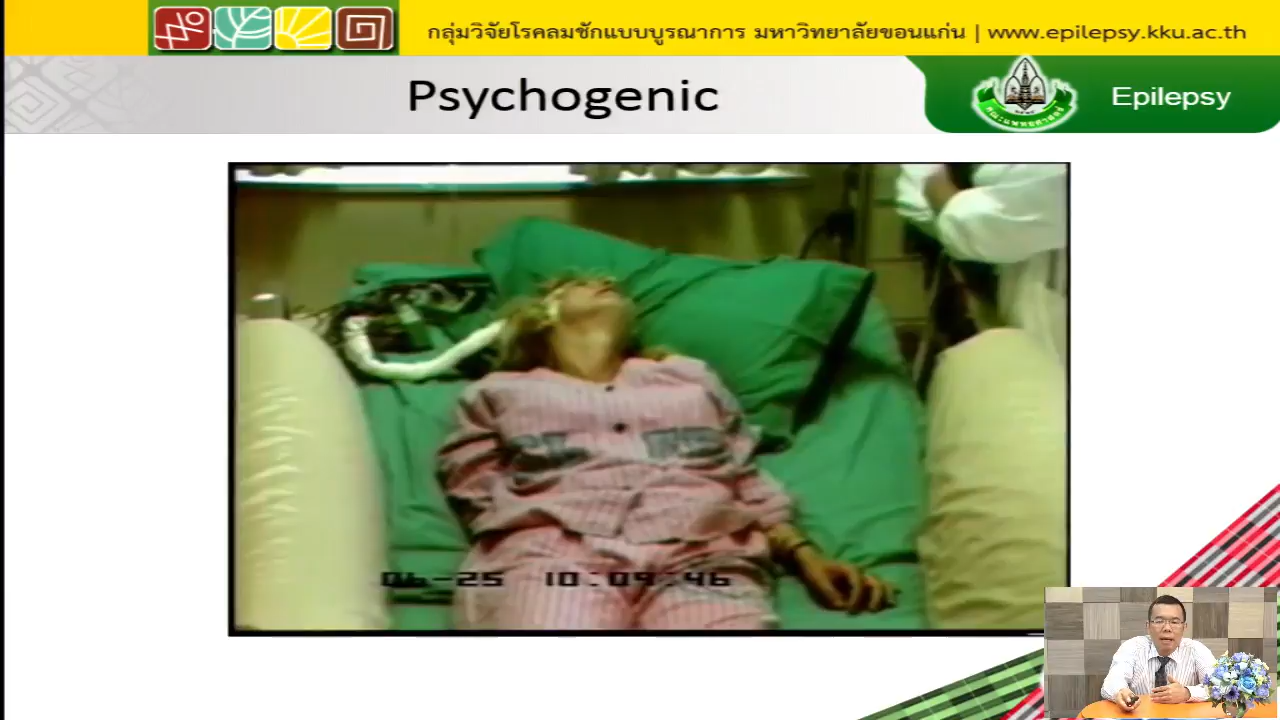 กลุ่มวิจัยโรคลมชักแบบบูรณาการ มหาวิทยาลัยขอนแก่น | www.epilepsy.kku.ac.th
Psychogenic
Epilepsy
06-25 10:09:46